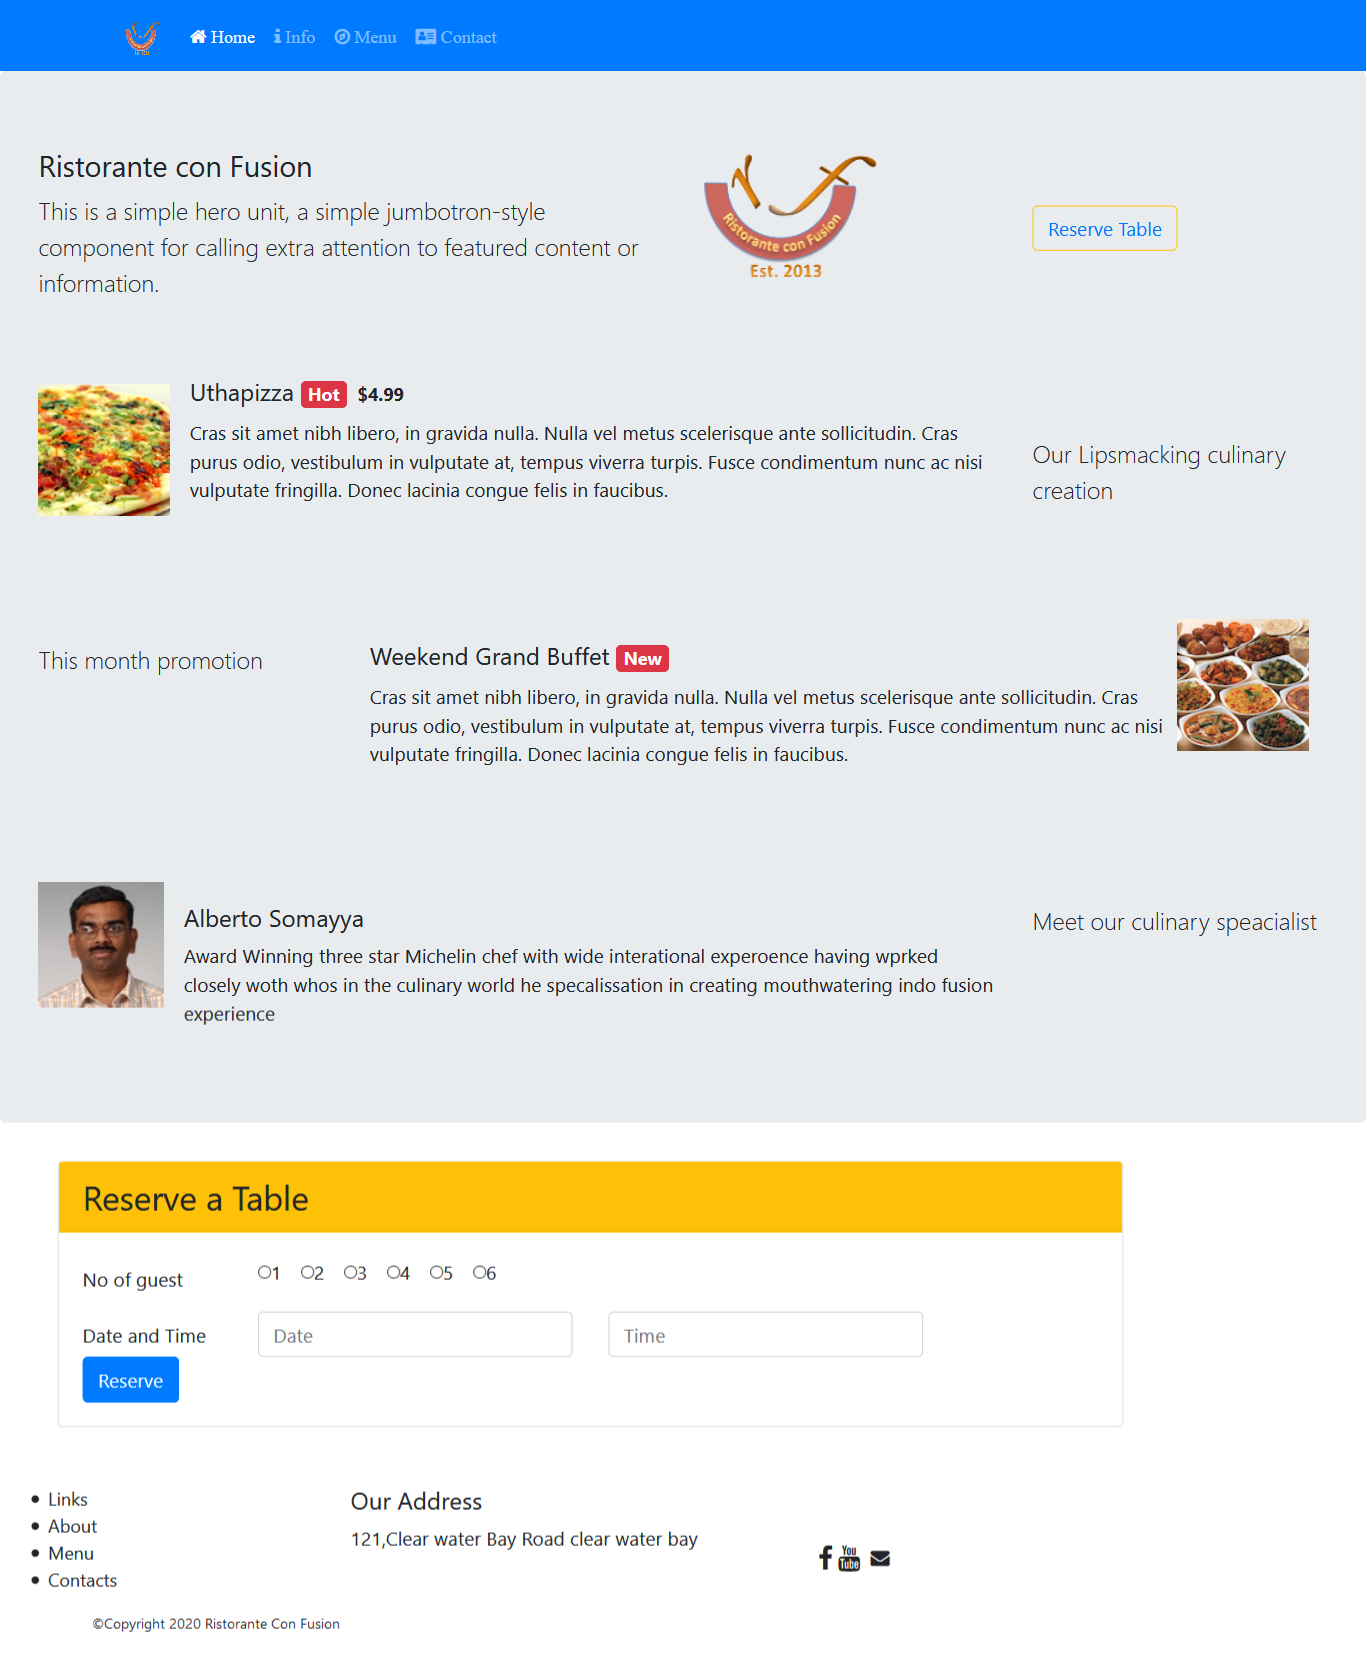 Home Info Menu Contact
Ristorante con Fusion
This is a simple hero unit, a simple jumbotron-style
component for calling extra attention to featured content or
information.
Ristorante con Fusion
Est. 2013
Reserve Table
Uthapizza Hot $4.99
Cras sit amet nibh libero, in gravida nulla. Nulla vel metus scelerisque ante sollicitudin. Cras
purus odio, vestibulum in vulputate at, tempus viverra turpis. Fusce condimentum nunc ac nisi
vulputate fringilla. Donec lacinia congue felis in faucibus.
Our Lipsmacking culinary
creation
This month promotion
Weekend Grand Buffet New
Cras sit amet nibh libero, in gravida nulla. Nulla vel metus scelerisque ante sollicitudin. Cras
purus odio, vestibulum in vulputate at, tempus viverra turpis. Fusce condimentum nunc ac nisi
vulputate fringilla. Donec lacinia congue felis in faucibus.
Alberto Somayya
Award Winning three star Michelin chef with wide interational experoence having wprked
closely woth whos in the culinary world he specalissation in creating mouthwatering indo fusion
experience
Meet our culinary speacialist
Reserve a Table
No of guest 1 2 3 4 5 6
Date and Time Date Time
Reserve
Links
About
Menu
Contacts
Our Address
121,Clear water Bay Road clear water bay
You
Tube
©Copyright 2020 Ristorante Con Fusion